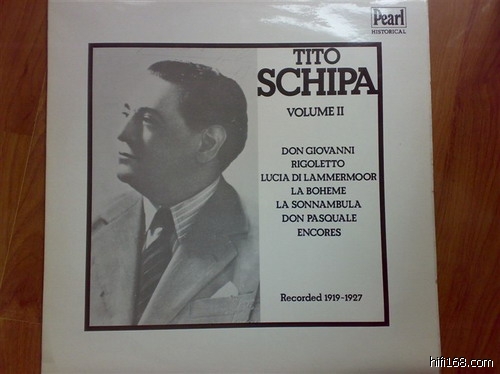 Pearl
HISTORICAL
TITO
SCHIPA
VOLUME II
DON GIOVANNI
RIGOLETTO
LUCIA DI LAMMERMOOR
LA BOHEME
LA SONNAMBULA
DON PASQUALE
ENCORES
Recorded 1919-1927
hifi168.com